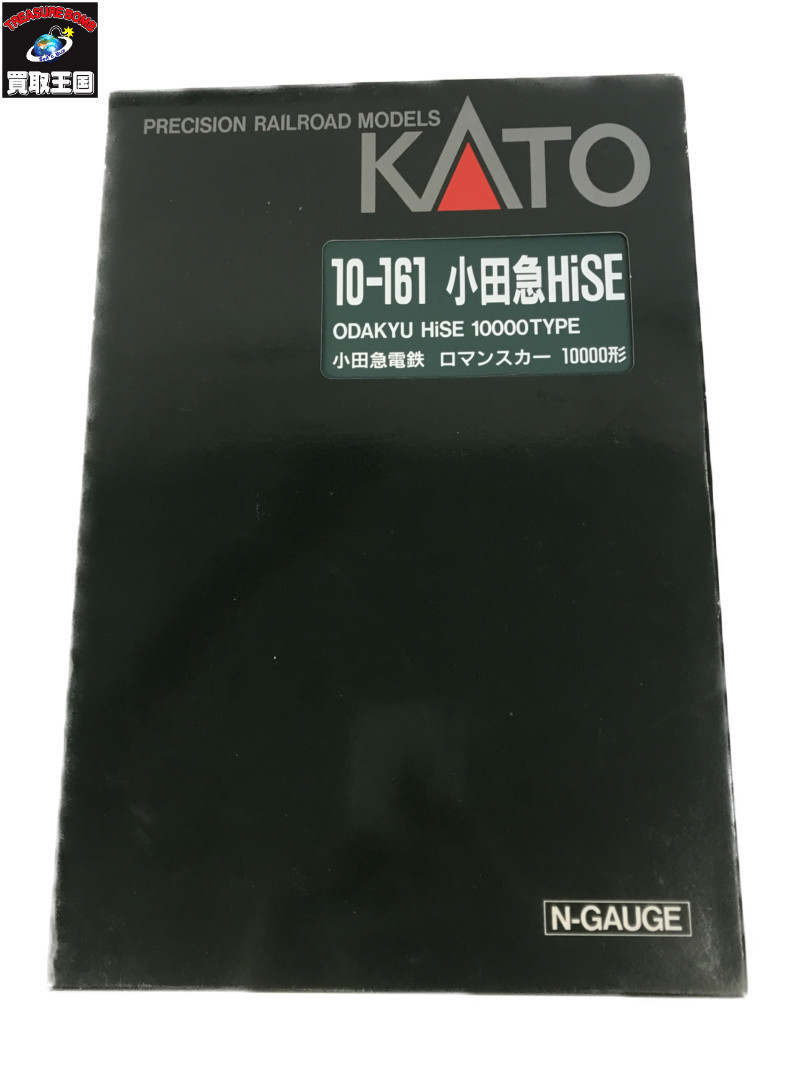 TREASURE BOMB
買取王国
PRECISION RAILROAD MODELS
KATO
10-161 小田急HiSE
ODAKYU HiSE 10000TYPE
小田急電鉄 ロマンスカー 10000形
N-GAUGE